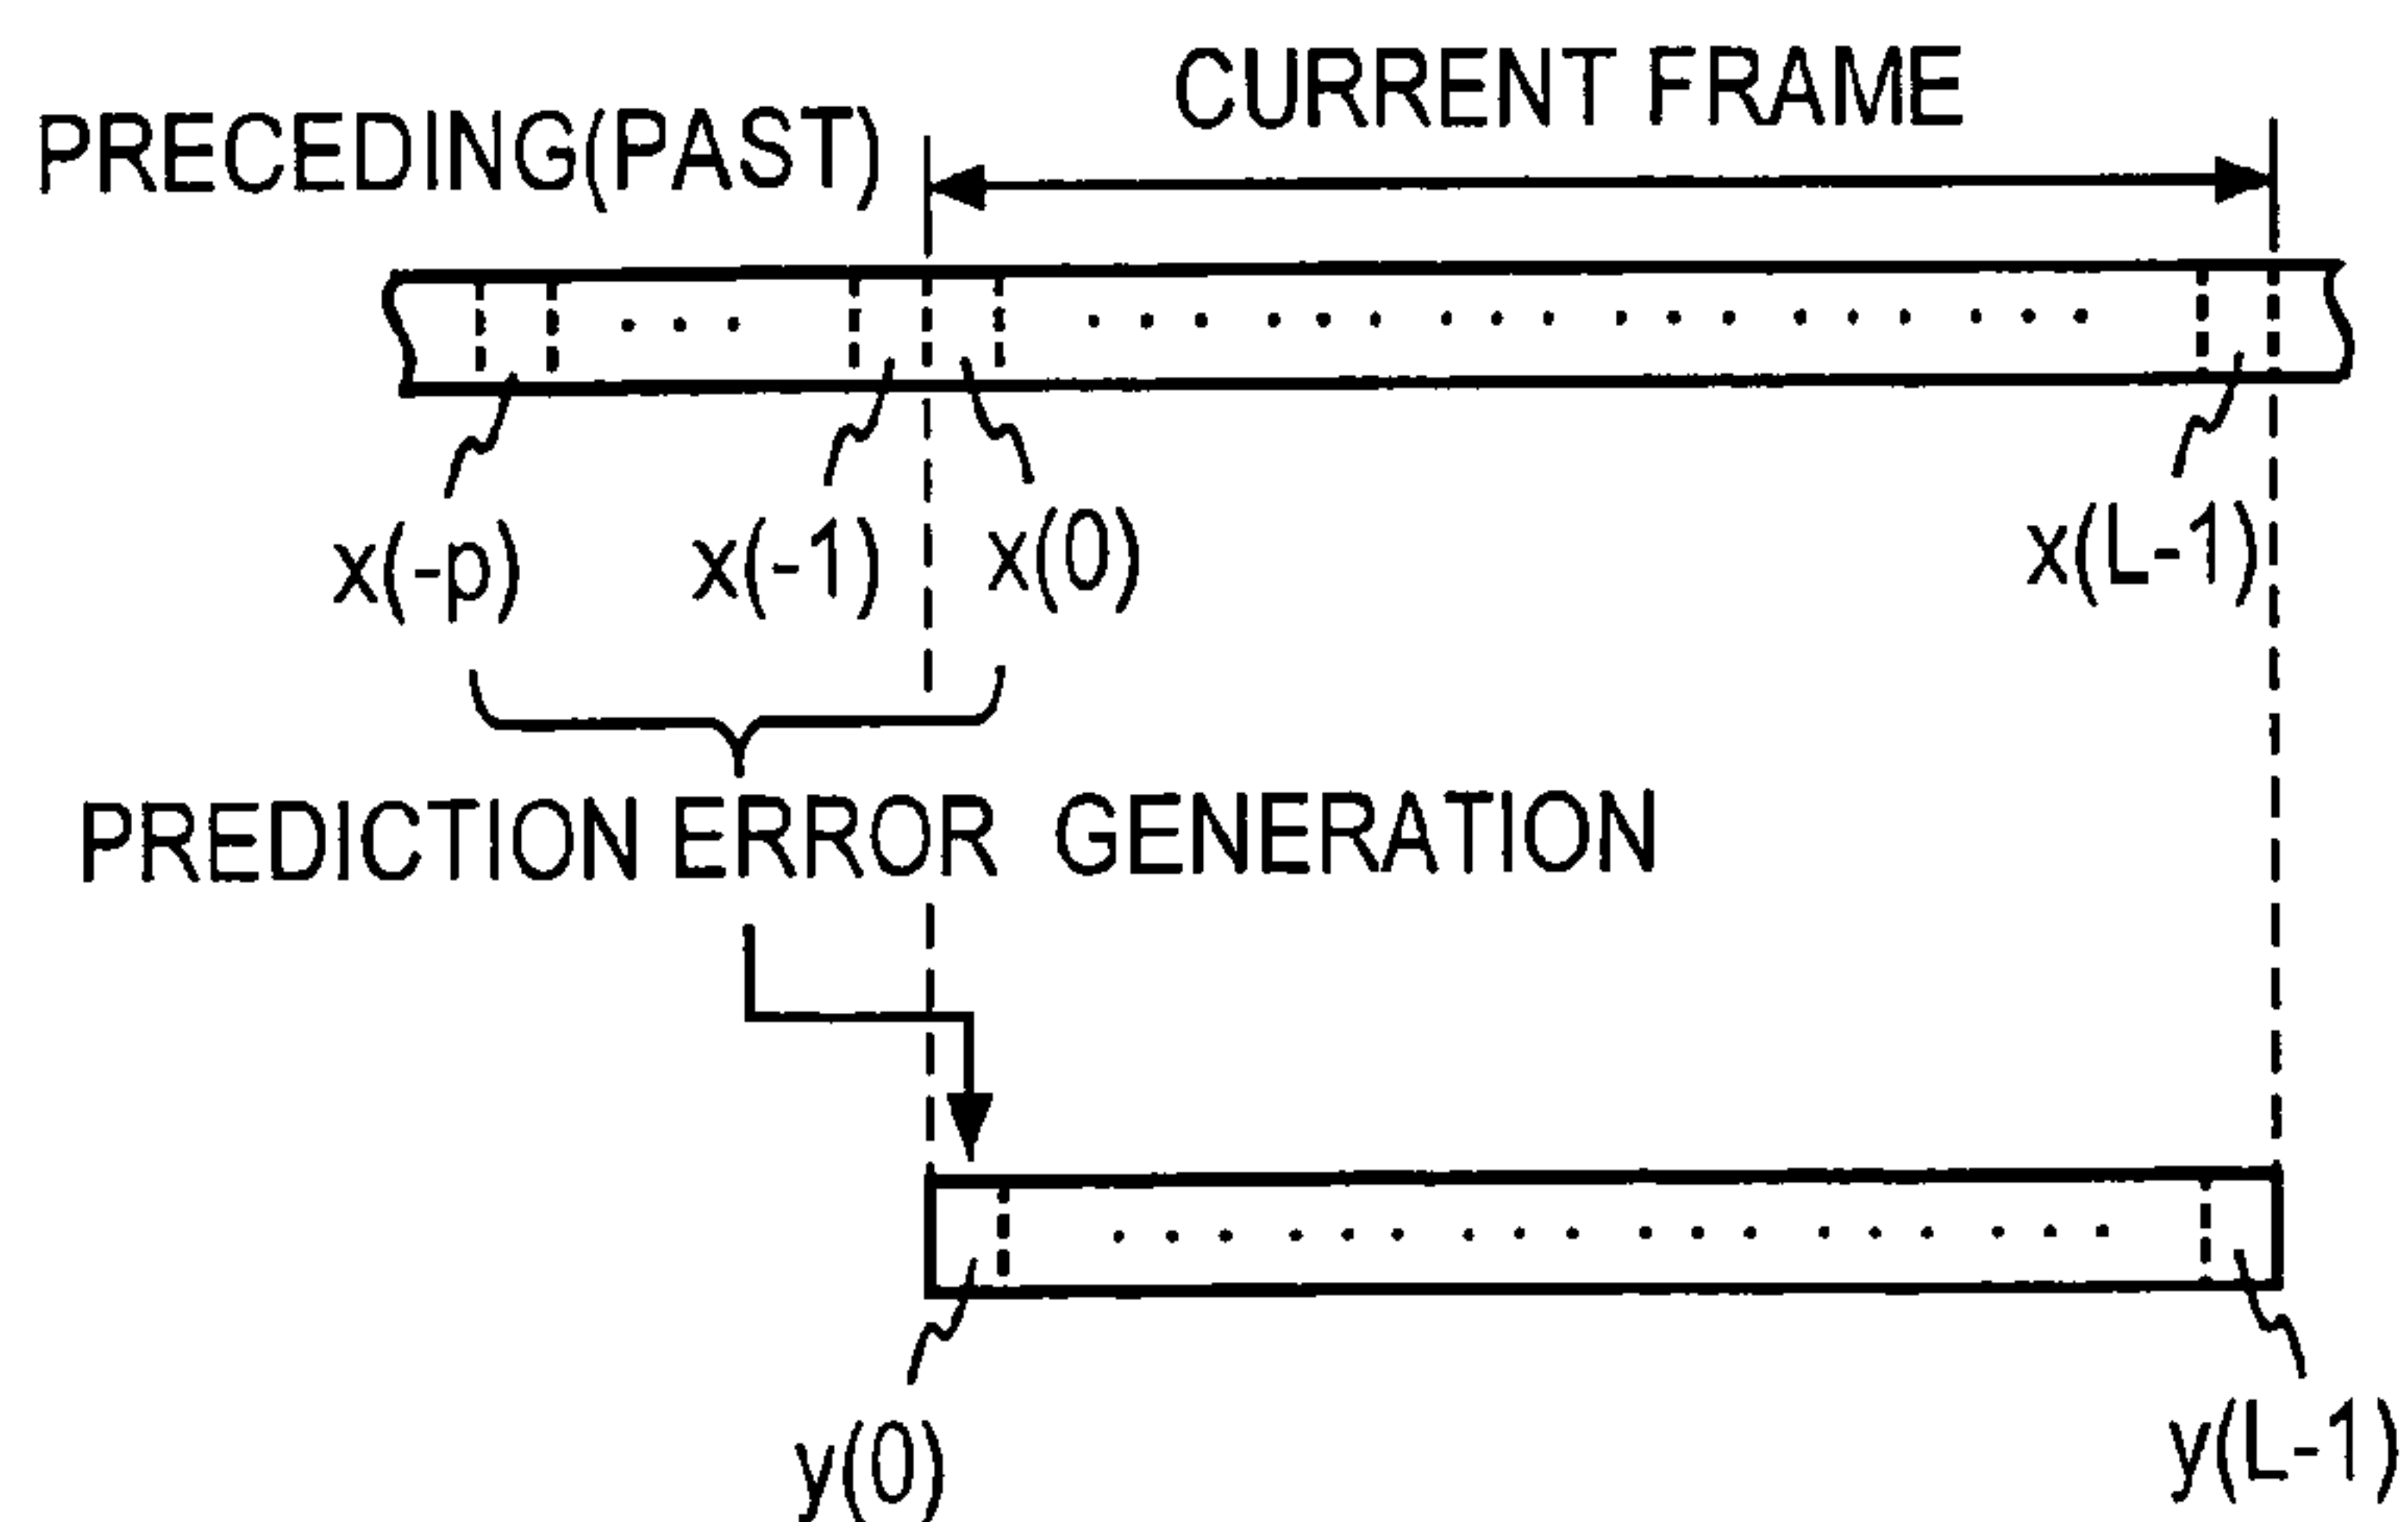 CURRENT FRAME
PRECEDING(PAST)
x(-p)
x(-1)
x(0)
x(L-1)
PREDICTION ERROR GENERATION
y(0)
y(L-1)